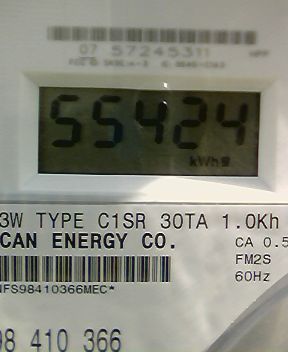 07 57245311
55424
kWh
3W TYPE C1SR 30TA 1.0Kh
CAN ENERGY CO.
CA 0.5
FM2S
NFS98410366MEC*
60Hz
98 410 366